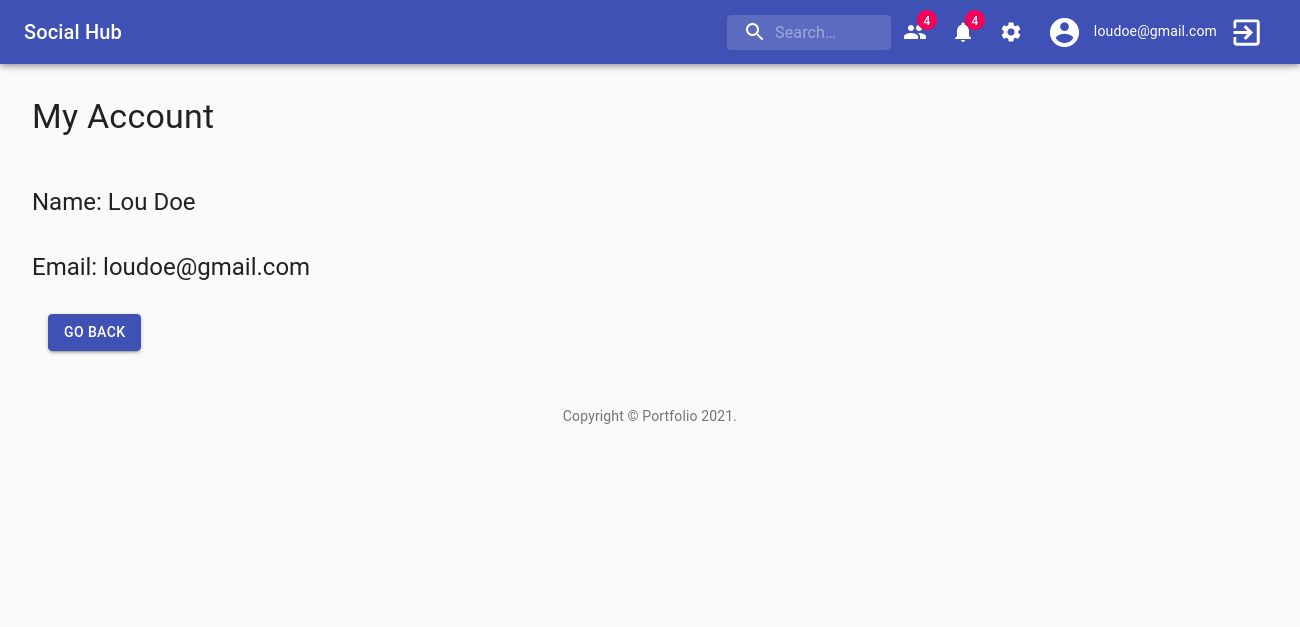 Social Hub
Search…
4
4
loudoe@gmail.com
My Account
Name: Lou Doe
Email: loudoe@gmail.com
GO BACK
Copyright © Portfolio 2021.